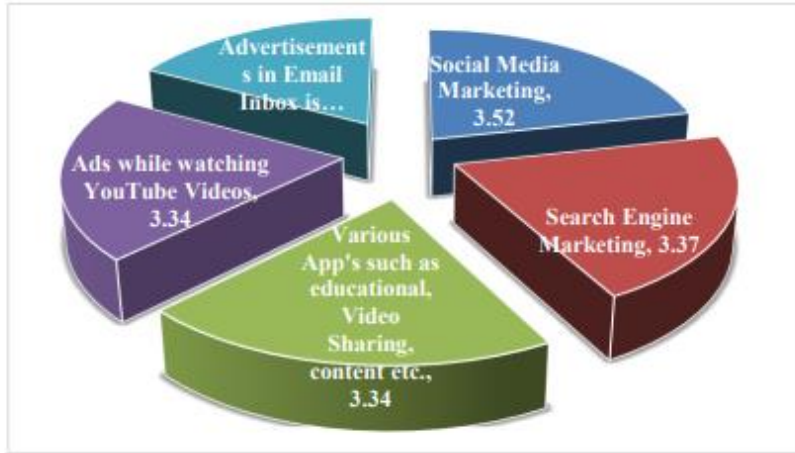 Advertisement
s in Email
Inbox is…
Social Media
Marketing,
3.52
Search Engine
Marketing, 3.37
Various
App's such as
educational,
Video
Sharing,
content etc.,
3.34
Ads while watching
YouTube Videos,
3.34